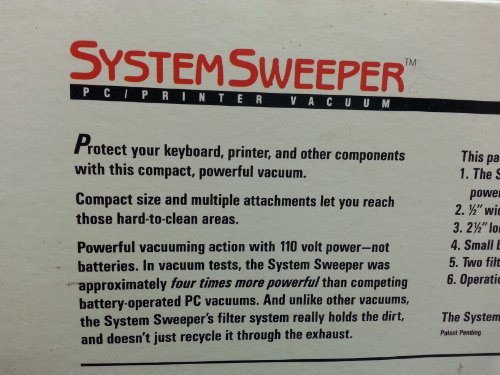 SYSTEM SWEEPER™
PC/PRINTER VACUUM
Protect your keyboard, printer, and other components
with this compact, powerful vacuum.
Compact size and multiple attachments let you reach
those hard-to-clean areas.
Powerful vacuuming action with 110 volt power—not
batteries. In vacuum tests, the System Sweeper was
approximately four times more powerful than competing
battery-operated PC vacuums. And unlike other vacuums,
the System Sweeper's filter system really holds the dirt,
and doesn't just recycle it through the exhaust.
This pa
1. The S
power
2. ½" wid
3. 2½" lo
4. Small b
5. Two filt
6. Operatio
The System
Patent Pending